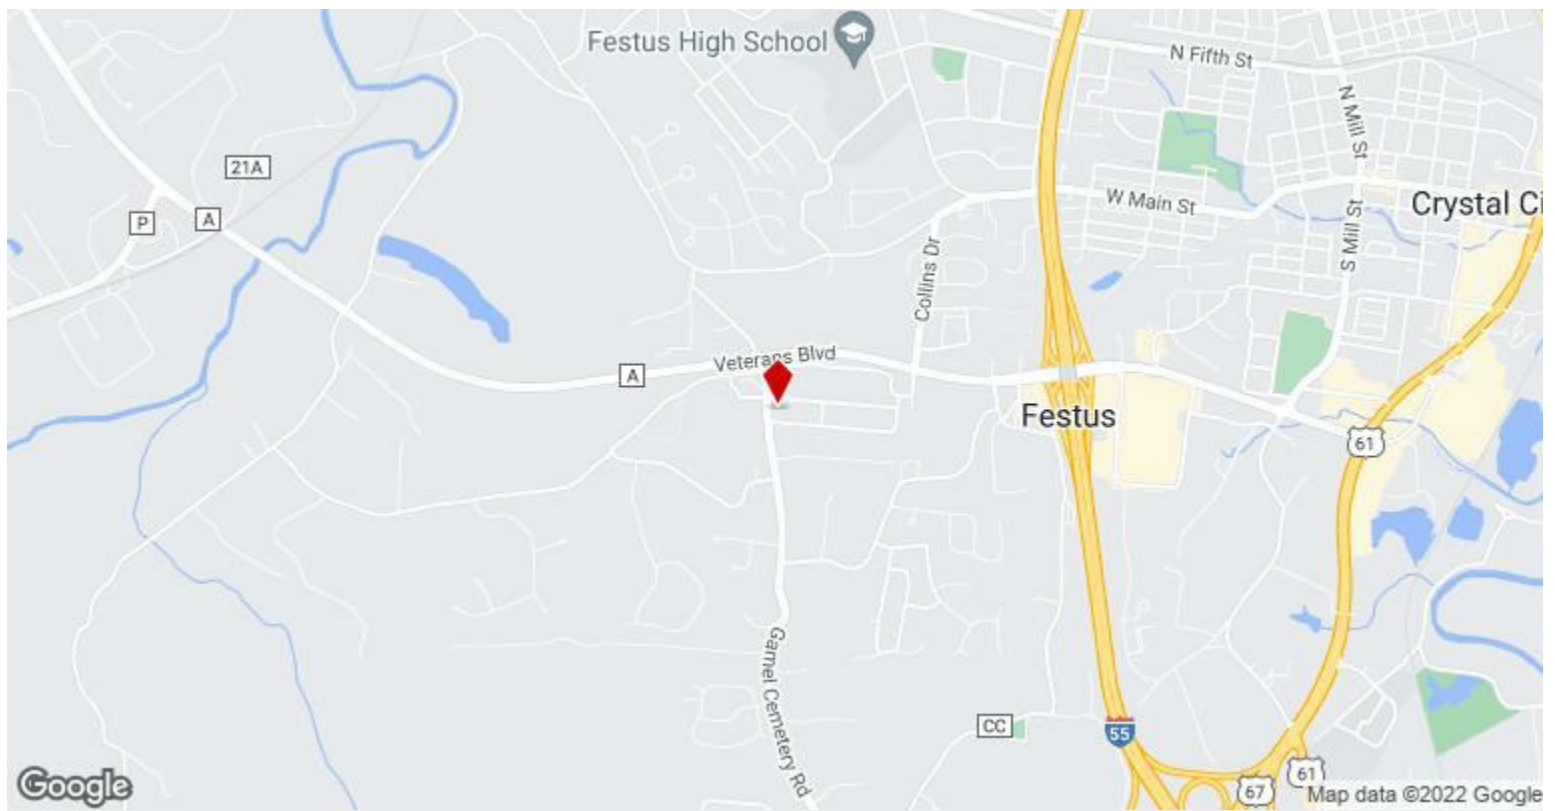 Festus High School
N Fifth St
N Mill St
21A
P
A
W Main St
Crystal Ci
S Mill St
Collins Dr
Veterans Blvd
A
Festus
61
Gamel Cemetery Rd
CC
55
61
67
Google
Map data ©2022 Google